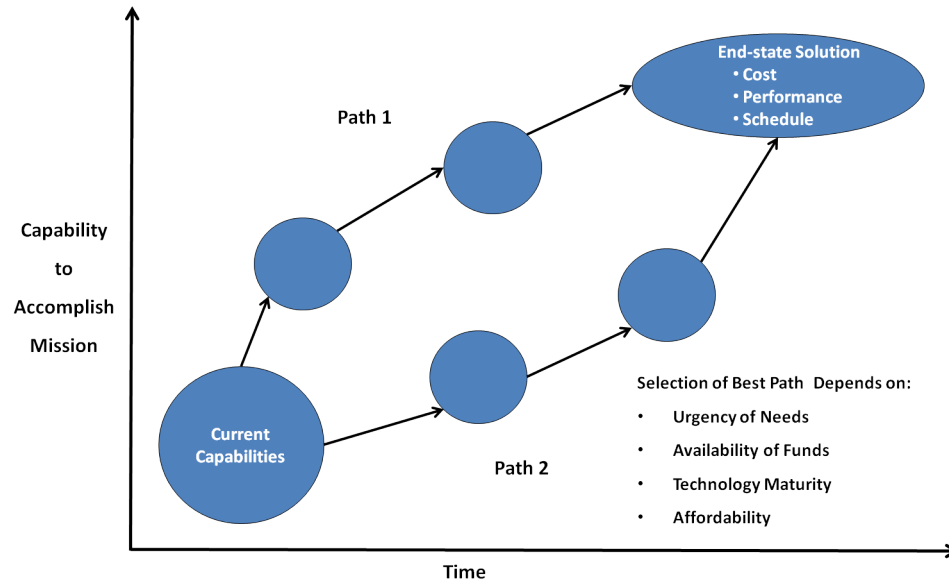 End-state Solution
• Cost
• Performance
• Schedule
Path 1
Capability
to
Accomplish
Mission
Current
Capabilities
Path 2
Selection of Best Path Depends on:
• Urgency of Needs
• Availability of Funds
• Technology Maturity
• Affordability
Time